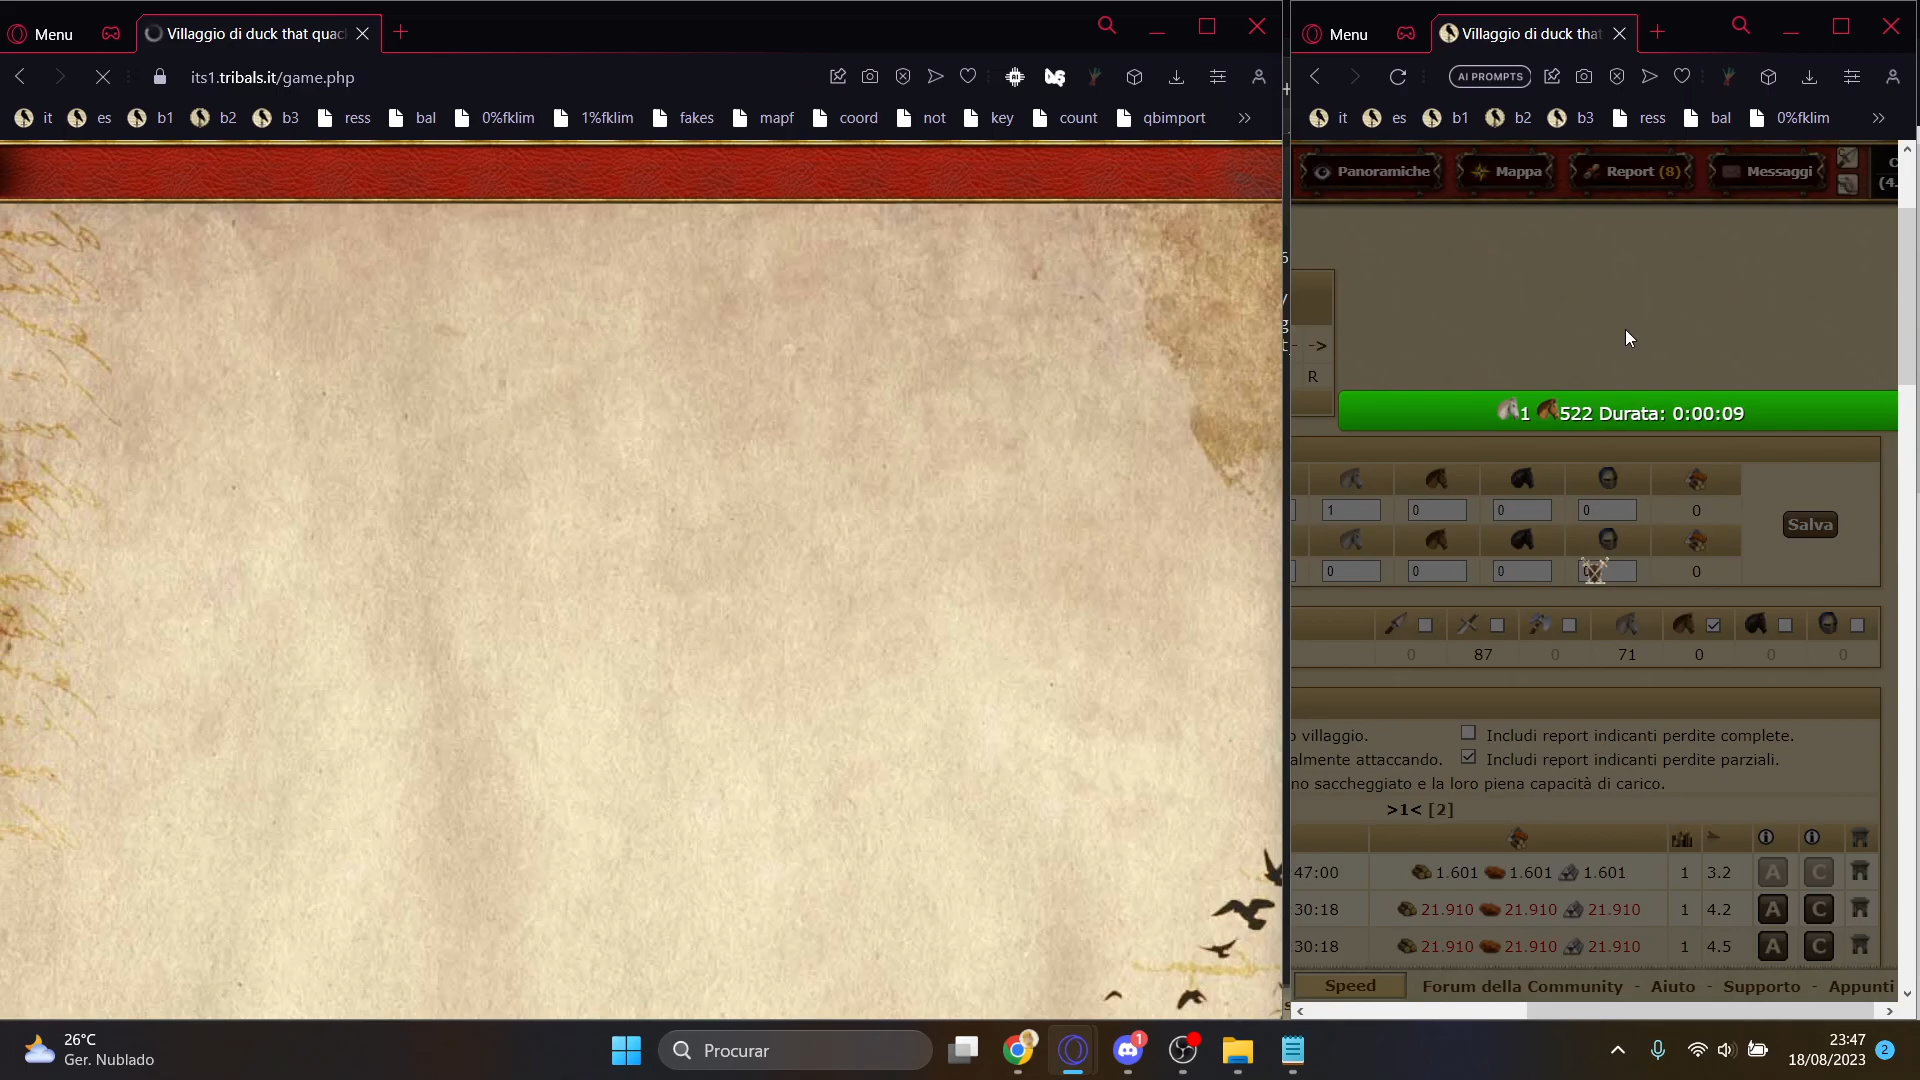 Menu
Villaggio di duck that quac
its1.tribals.it/game.php
it es b1 b2 b3 ress bal 0%fklim 1%fklim fakes mapf coord not key count qbimport
Menu
Villaggio di duck that
AI PROMPTS
it es b1 b2 b3 ress bal 0%fklim
Panoramiche Mappa Report (8) Messaggi
(4.
->
R
1 522 Durata: 0:00:09
1 0 0 0 0
Salva
0 0 0 0
0 87 0 71 0 0 0
o villaggio. Includi report indicanti perdite complete.
almente attaccando. Includi report indicanti perdite parziali.
no saccheggiato e la loro piena capacità di carico.
>1< [2]
47:00 1.601 1.601 1.601 1 3.2 A C
:30:18 21.910 21.910 21.910 1 4.2 A C
:30:18 21.910 21.910 21.910 1 4.5 A C
Speed Forum della Community - Aiuto - Supporto - Appunti
26°C
Ger. Nublado
Procurar
1
23:47
18/08/2023
2